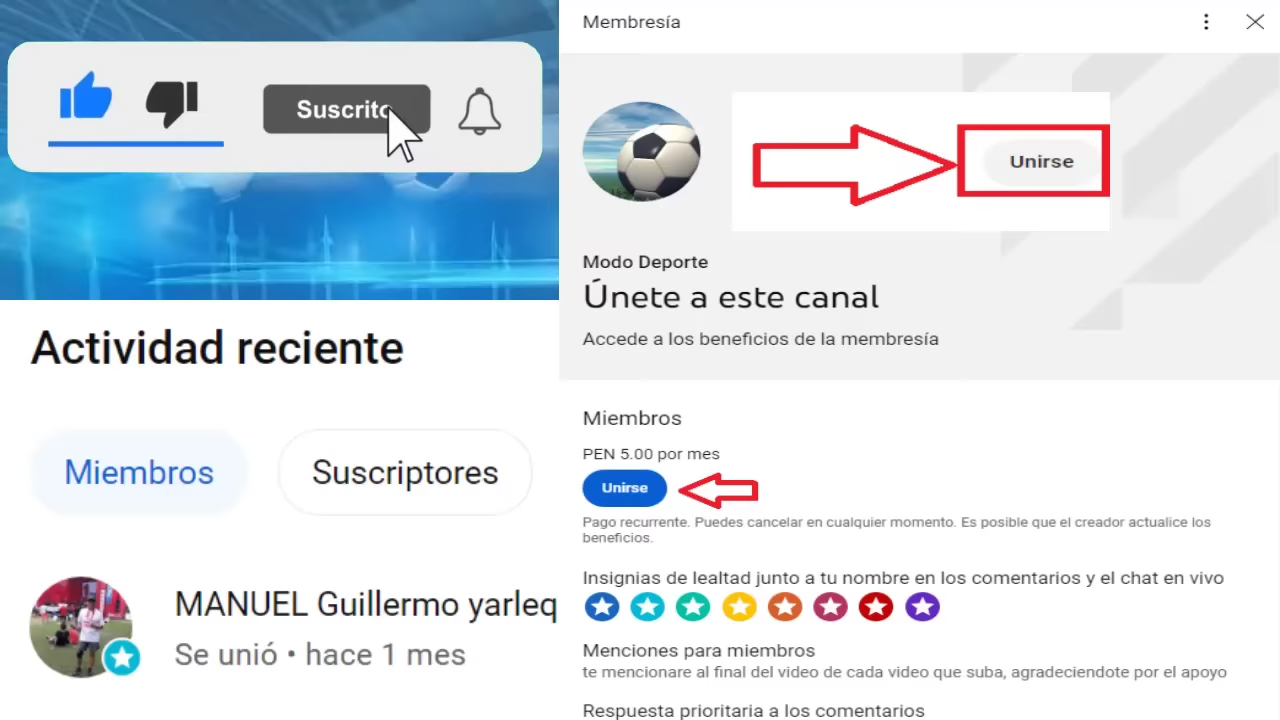 Suscrito
Actividad reciente
Miembros
Suscriptores
MANUEL Guillermo yarleq
Se unió • hace 1 mes
Membresía
Unirse
Modo Deporte
Únete a este canal
Accede a los beneficios de la membresía
Miembros
PEN 5.00 por mes
Unirse
Pago recurrente. Puedes cancelar en cualquier momento. Es posible que el creador actualice los
beneficios.
Insignias de lealtad junto a tu nombre en los comentarios y el chat en vivo
Menciones para miembros
te mencionare al final del video de cada video que suba, agradeciendote por el apoyo
Respuesta prioritaria a los comentarios